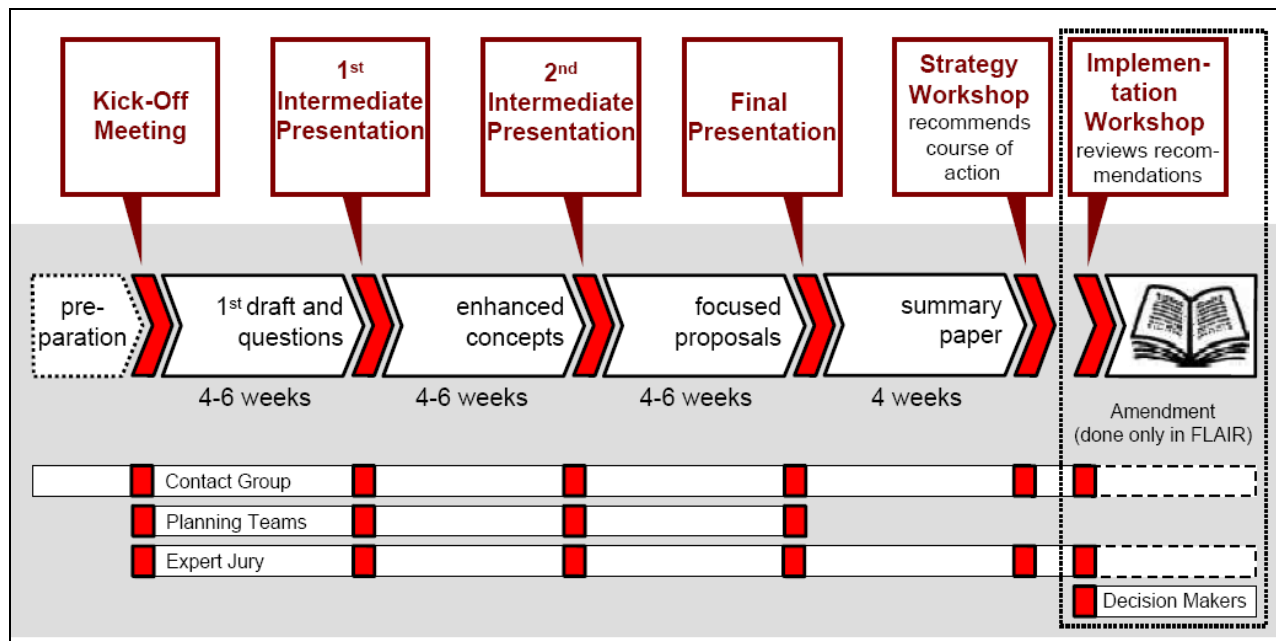 Kick-Off
Meeting
1st
Intermediate
Presentation
2nd
Intermediate
Presentation
Final
Presentation
Strategy
Workshop
recommends
course of
action
Implemen-
tation
Workshop
reviews recom-
mendations
pre-
paration
1st draft and
questions
enhanced
concepts
focused
proposals
summary
paper
4-6 weeks
4-6 weeks
4-6 weeks
4 weeks
Amendment
(done only in FLAIR)
Contact Group
Planning Teams
Expert Jury
Decision Makers